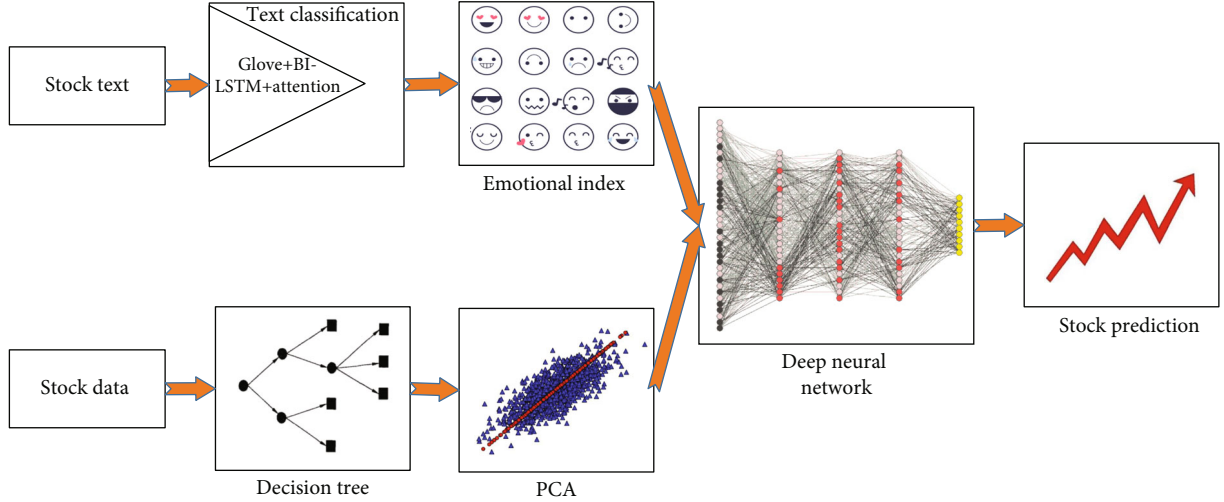 Stock text
Text classification
Glove+BI-
LSTM+attention
Emotional index
Stock data
Decision tree
PCA
Deep neural
network
Stock prediction